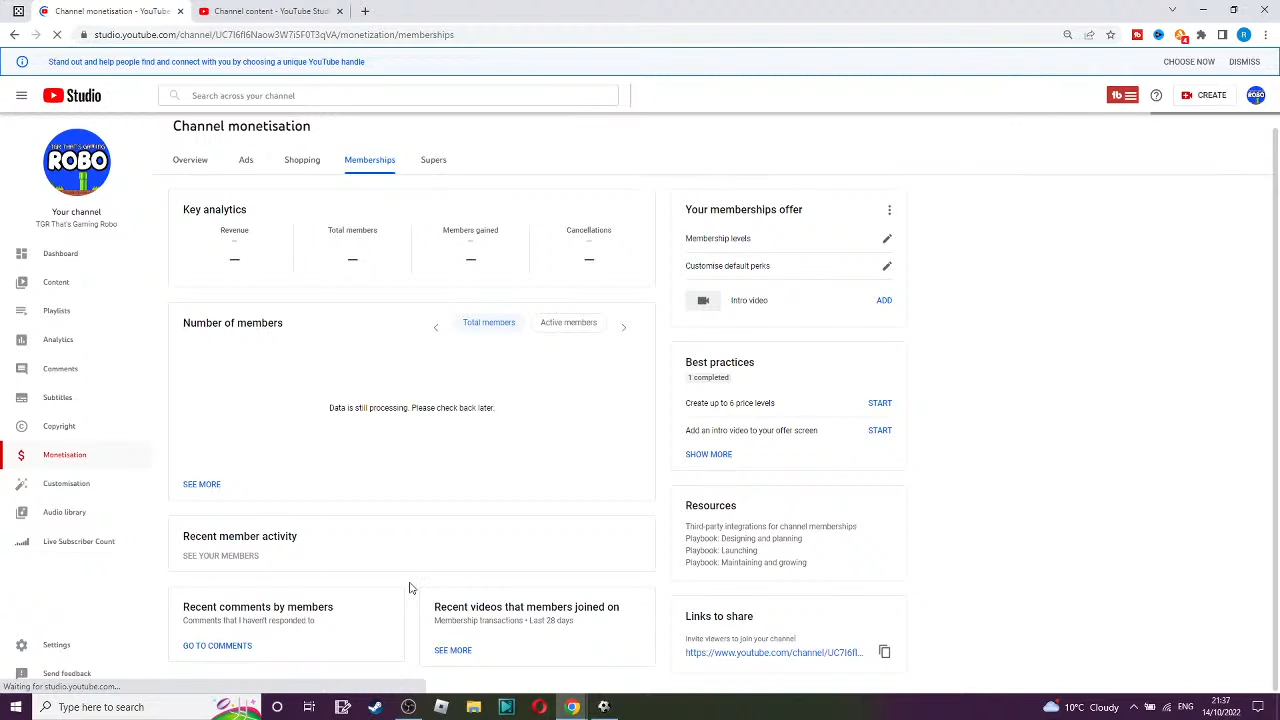 Channel monetisation - YouTube
Channel content - YouTube Studi
studio.youtube.com/channel/UC7I6fI6Naow3W7i5F0T3qVA/monetization/memberships
Stand out and help people find and connect with you by choosing a unique YouTube handle
CHOOSE NOW
DISMISS
Studio
Search across your channel
CREATE
Channel monetisation
Overview
Ads
Shopping
Memberships
Supers
ROBO
Your channel
TGR That's Gaming Robo
Dashboard
Content
Playlists
Analytics
Comments
Subtitles
Copyright
Monetisation
Customisation
Audio library
Live Subscriber Count
Settings
Send feedback
Key analytics
Revenue
Total members
Members gained
Cancellations
Number of members
Total members
Active members
Data is still processing. Please check back later.
SEE MORE
Recent member activity
SEE YOUR MEMBERS
Recent comments by members
Comments that I haven't responded to
GO TO COMMENTS
Recent videos that members joined on
Membership transactions • Last 28 days
SEE MORE
Your memberships offer
Membership levels
Customise default perks
Intro video
ADD
Best practices
1 completed
Create up to 6 price levels
START
Add an intro video to your offer screen
START
SHOW MORE
Resources
Third-party integrations for channel memberships
Playbook: Designing and planning
Playbook: Launching
Playbook: Maintaining and growing
Links to share
Invite viewers to join your channel
https://www.youtube.com/channel/UC7I6fI...
Waiting for studio.youtube.com...
Type here to search
10°C Cloudy
21:37
14/10/2022